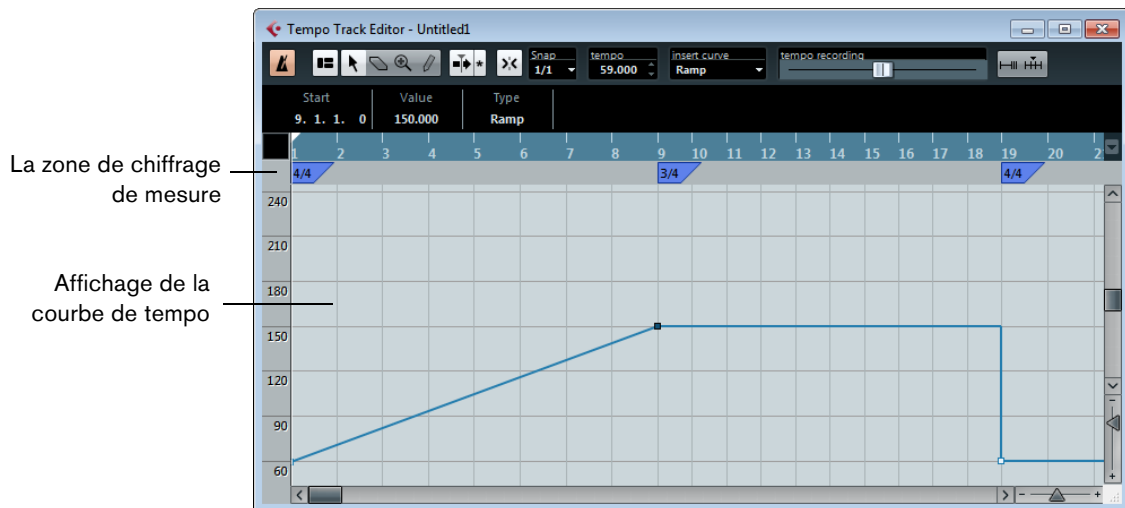 Tempo Track Editor - Untitled1
Snap tempo insert curve tempo recording
1/1 59.000 Ramp
Start Value Type
9. 1. 1. 0 150.000 Ramp
1 2 3 4 5 6 7 8 9 10 11 12 13 14 15 16 17 18 19 20
4/4 3/4 4/4
La zone de chiffrage
de mesure
240
210
Affichage de la
courbe de tempo
180
150
120
90
60